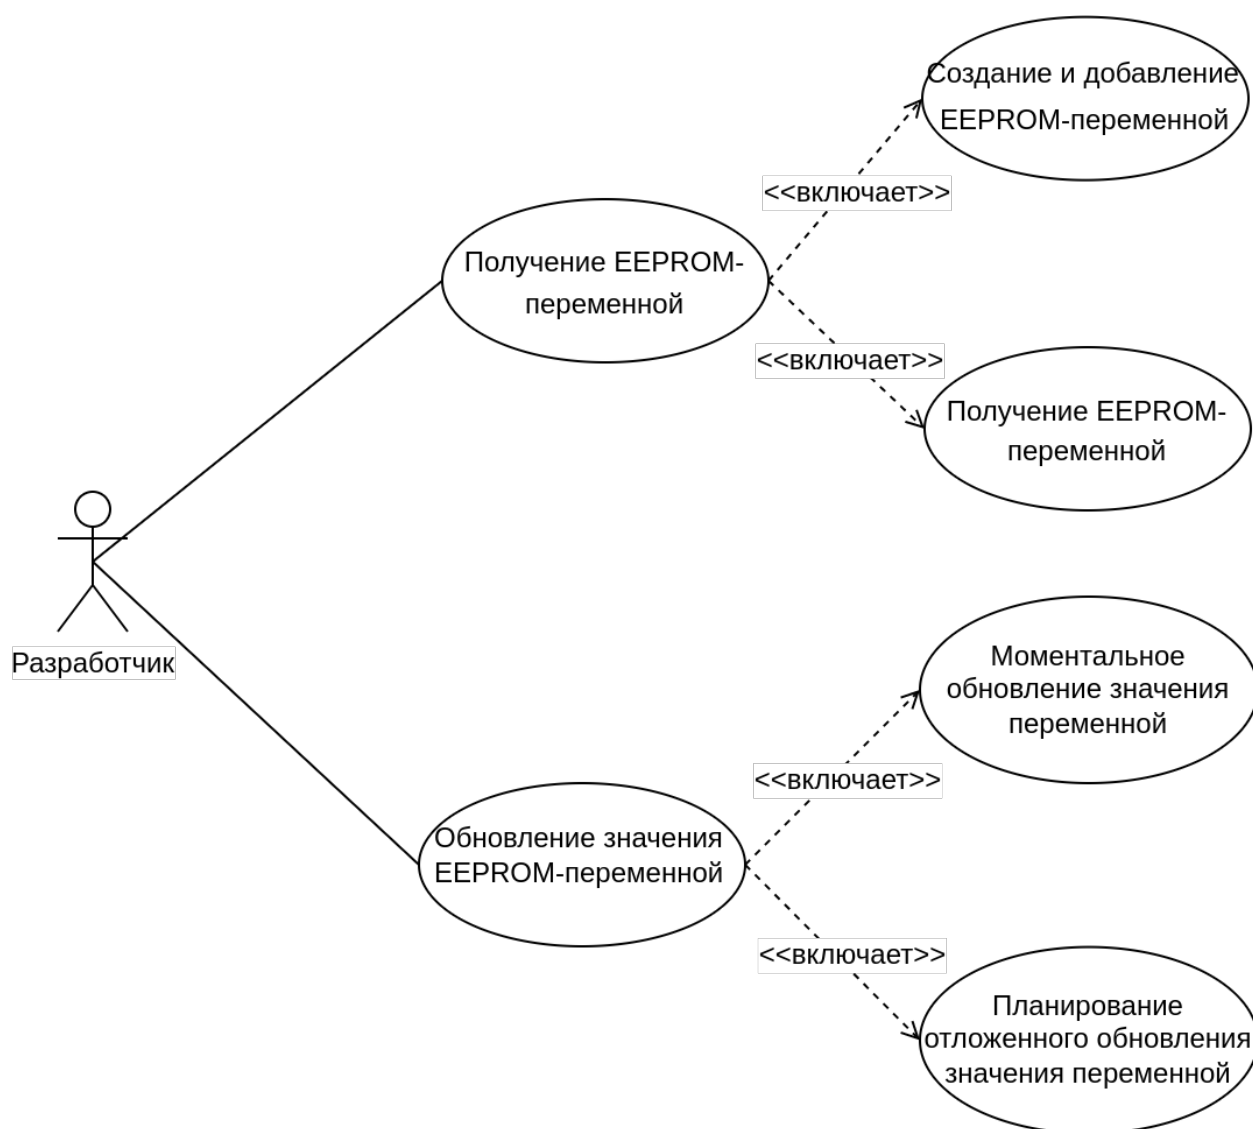 Создание и добавление
EEPROM-переменной
<<включает>>
Получение EEPROM-
переменной
<<включает>>
Получение EEPROM-
переменной
Разработчик
Моментальное
обновление значения
переменной
<<включает>>
Обновление значения
EEPROM-переменной
<<включает>>
Планирование
отложенного обновления
значения переменной